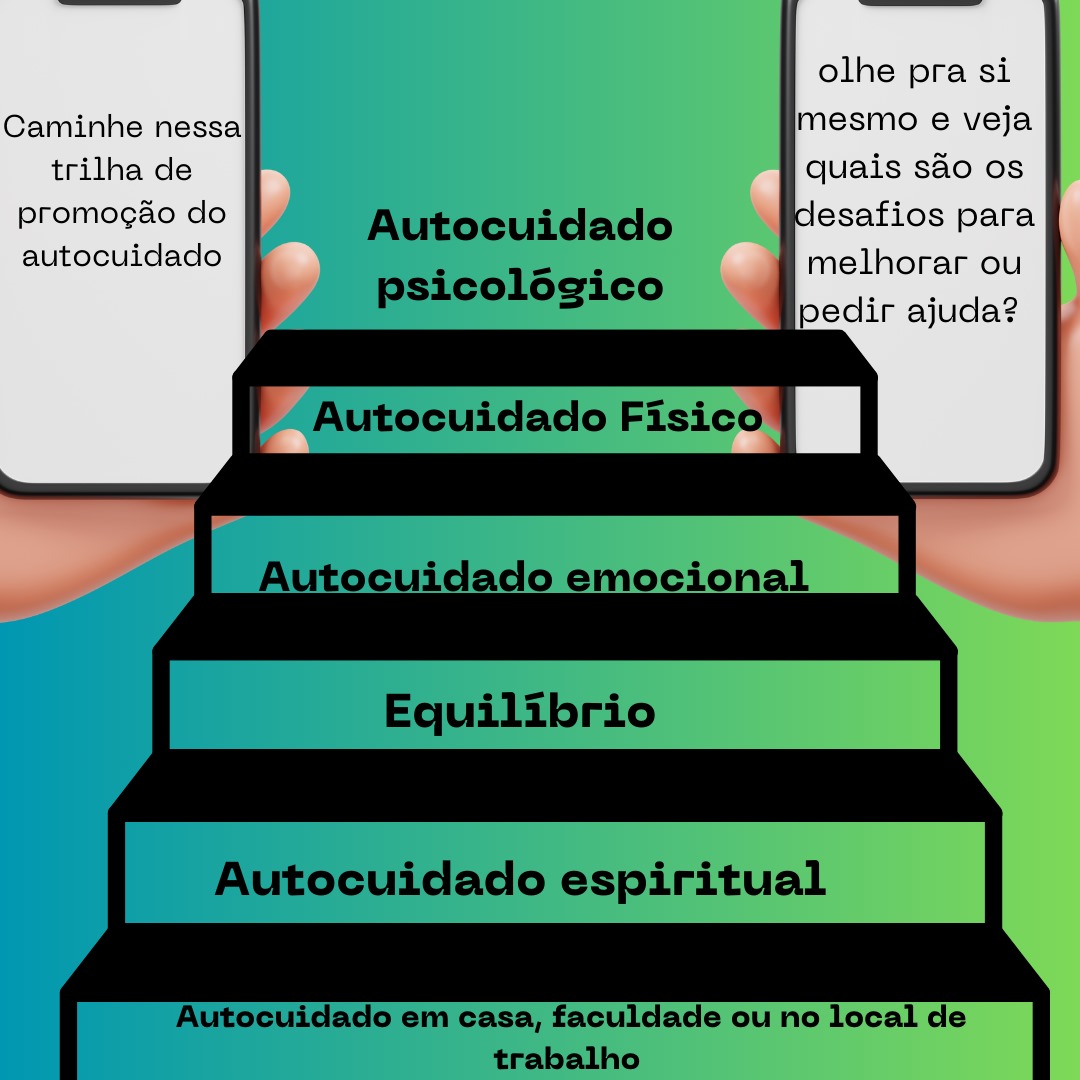 Caminhe nessa
trilha de
promoção do
autocuidado
olhe pra si
mesmo e veja
quais são os
desafios para
melhorar ou
pedir ajuda?
Autocuidado
psicológico
Autocuidado Físico
Autocuidado emocional
Equilíbrio
Autocuidado espiritual
Autocuidado em casa, faculdade ou no local de
trabalho